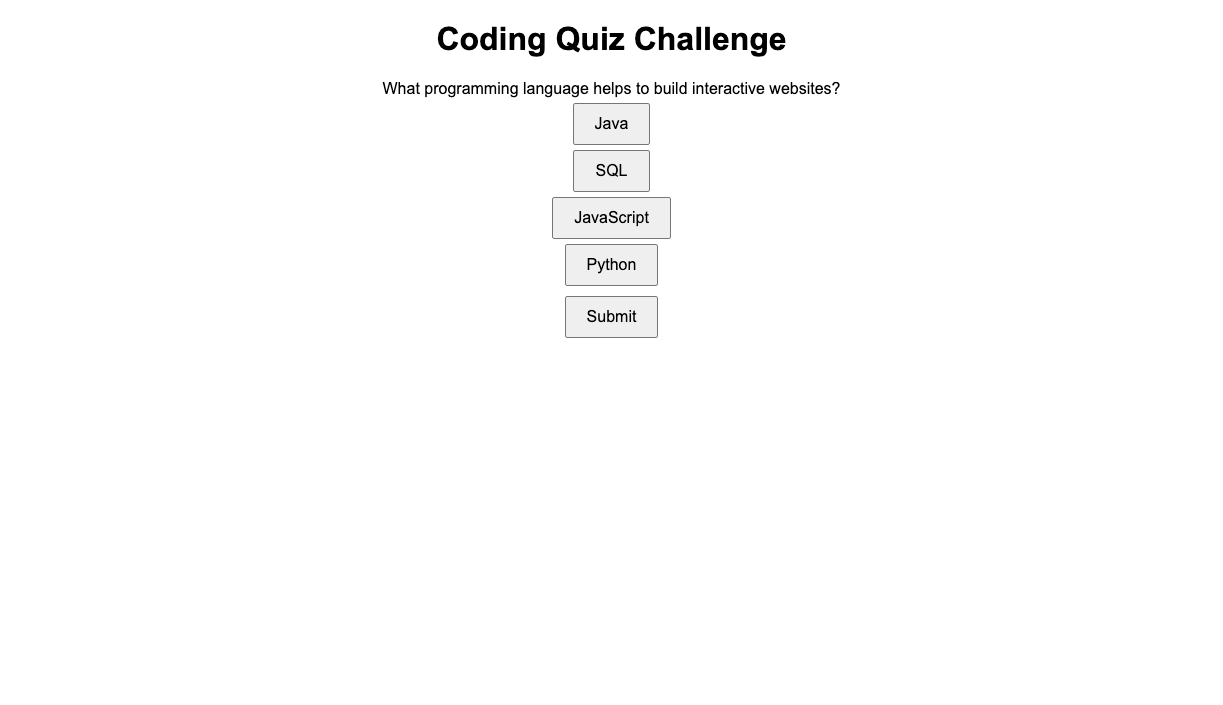 Coding Quiz Challenge
What programming language helps to build interactive websites?
Java
SQL
JavaScript
Python
Submit